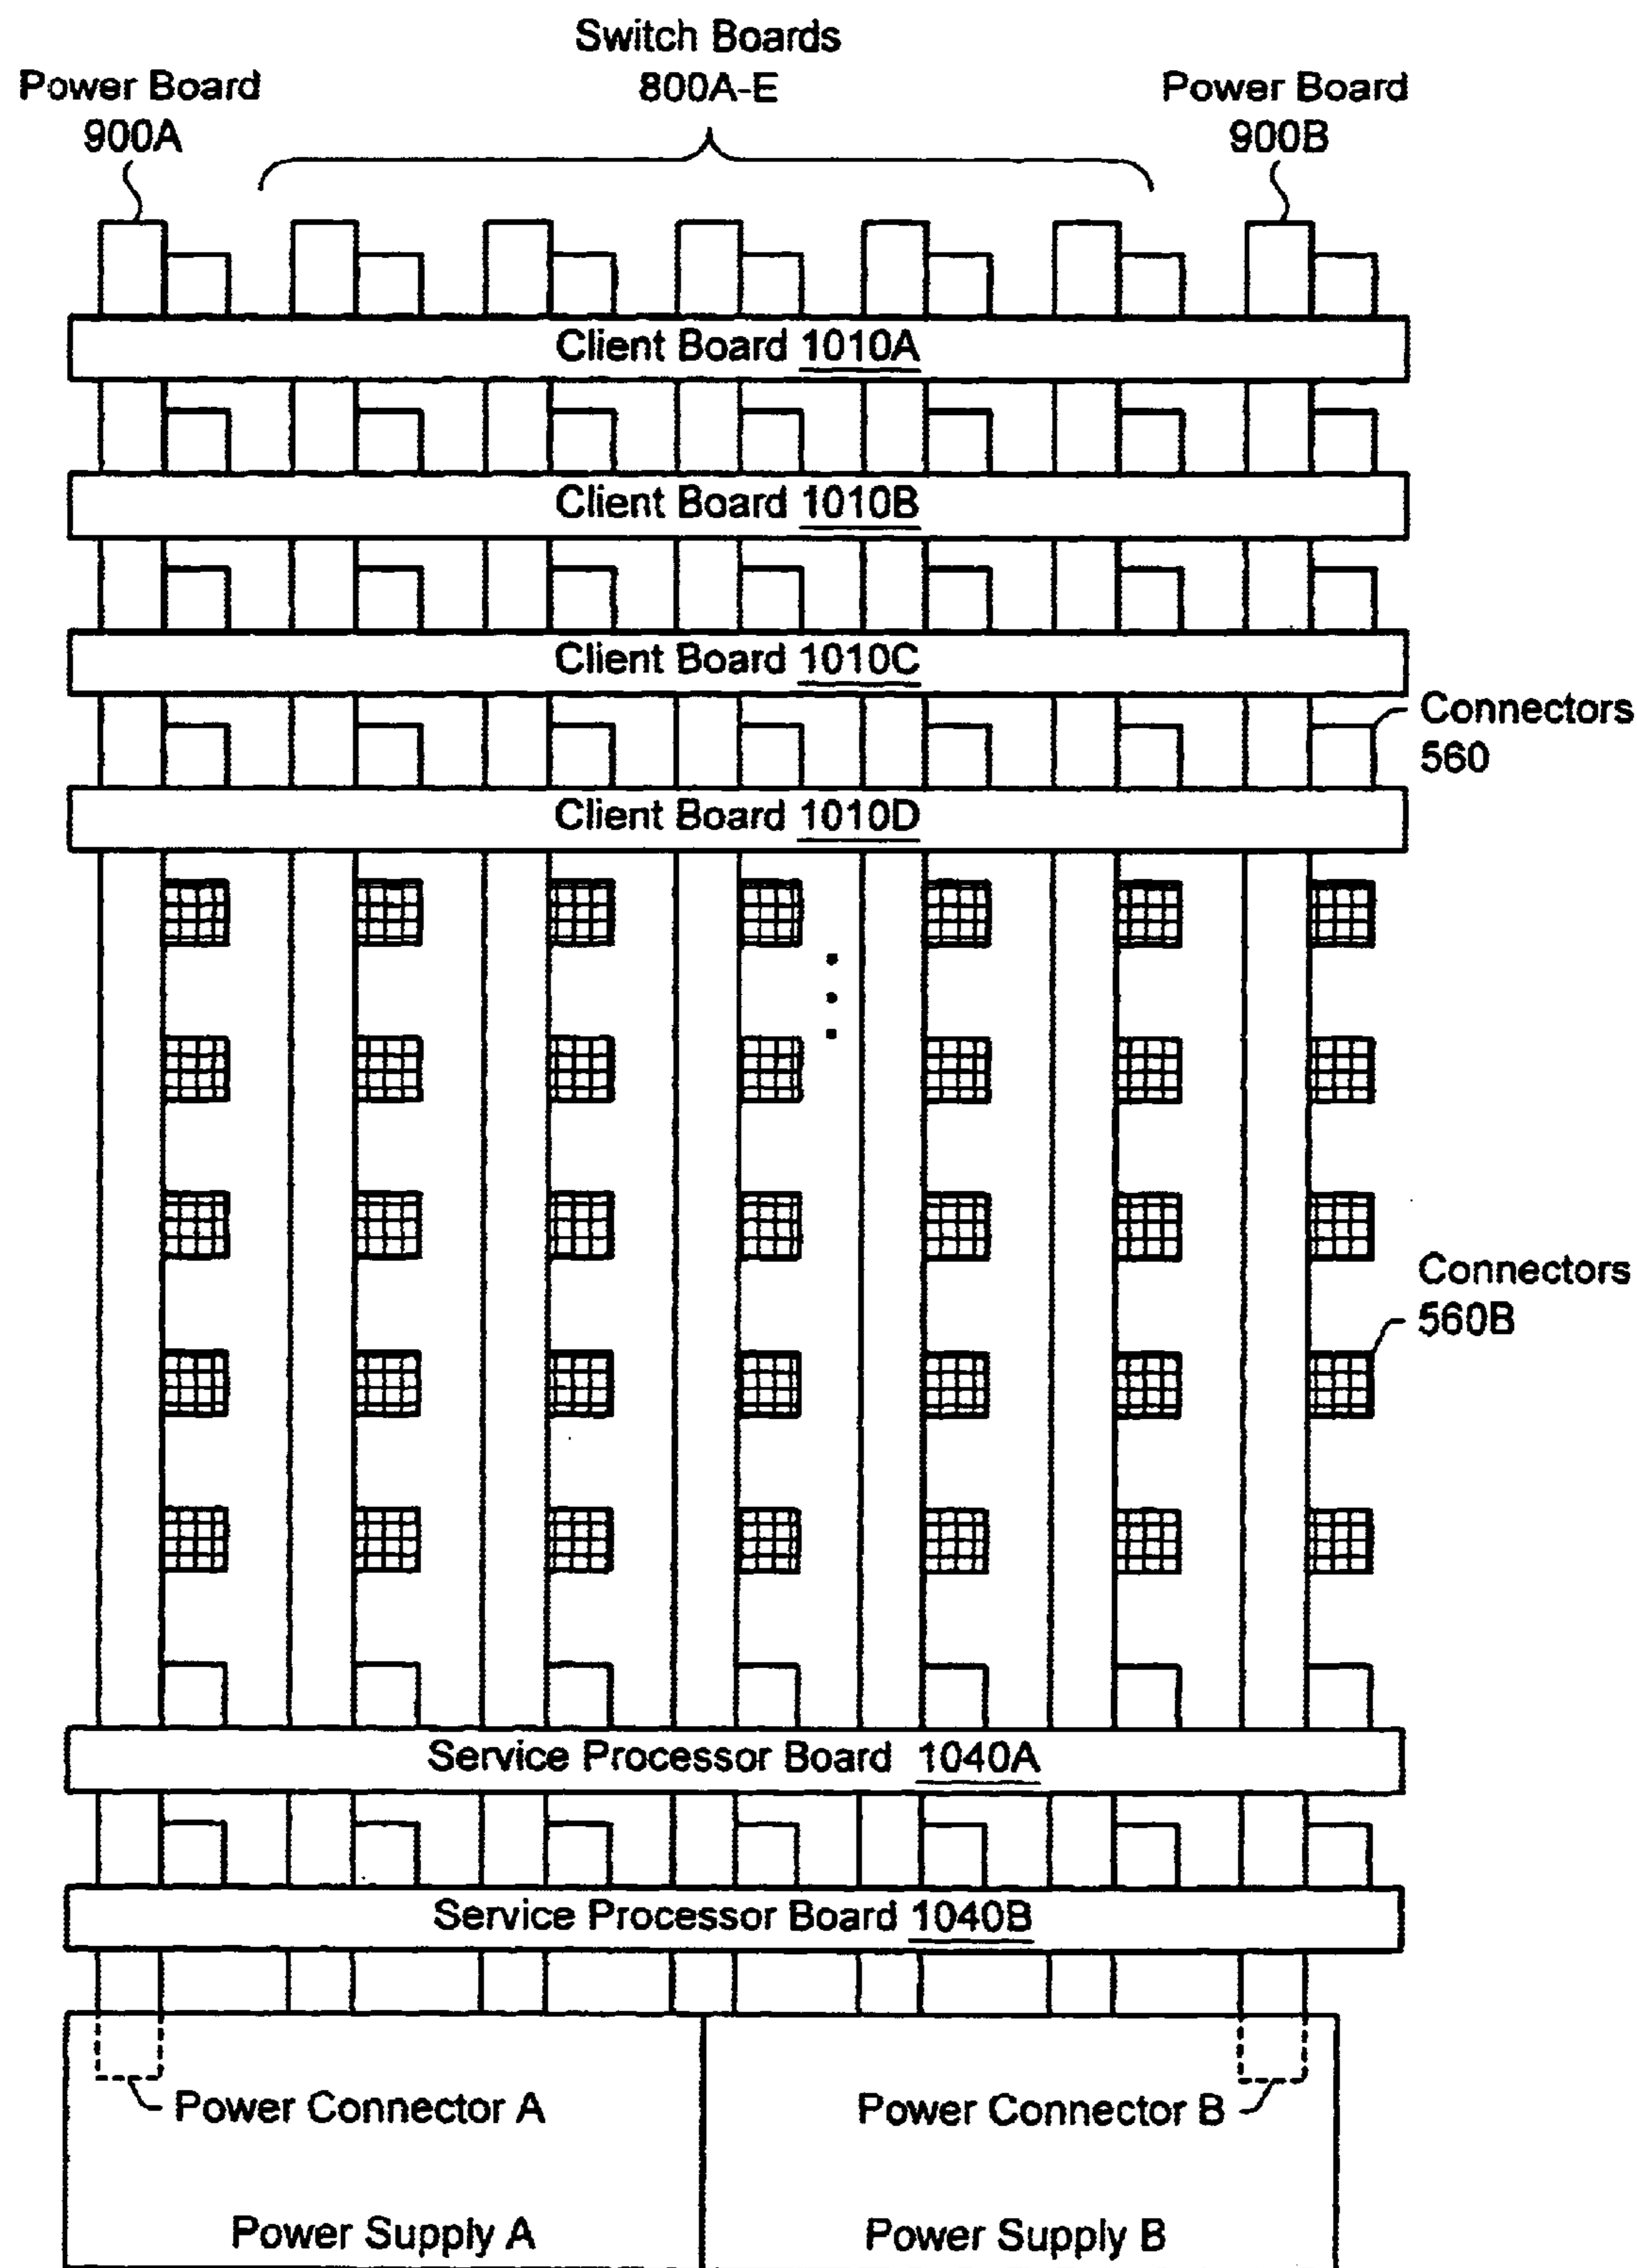 Switch Boards
800A-E
Power Board
900A
Power Board
900B
Client Board 1010A
Client Board 1010B
Client Board 1010C
Connectors
560
Client Board 1010D
Connectors
560B
Service Processor Board 1040A
Service Processor Board 1040B
Power Connector A
Power Connector B
Power Supply A
Power Supply B